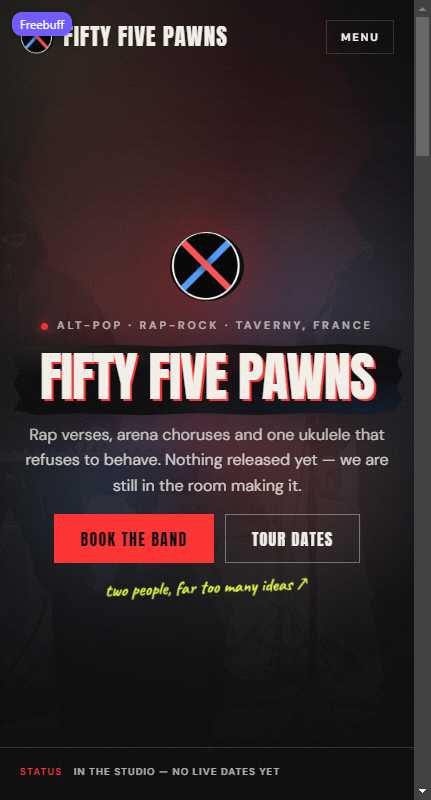 Freebuff
FIFTY FIVE PAWNS
MENU
ALT-POP · RAP-ROCK · TAVERNY, FRANCE
FIFTY FIVE PAWNS
Rap verses, arena choruses and one ukulele that
refuses to behave. Nothing released yet — we are
still in the room making it.
BOOK THE BAND
TOUR DATES
two people, far too many ideas ↗
STATUS IN THE STUDIO — NO LIVE DATES YET